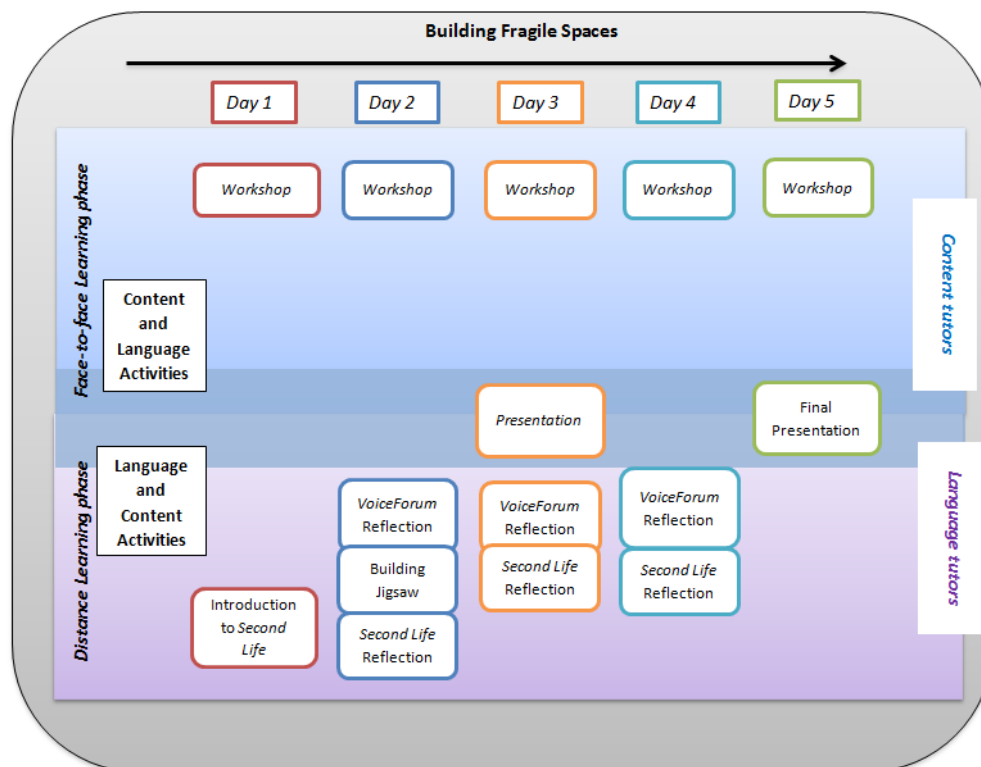 Building Fragile Spaces
Day 1
Day 2
Day 3
Day 4
Day 5
Face-to-face Learning phase
Workshop
Workshop
Workshop
Workshop
Workshop
Content tutors
Content
and
Language
Activities
Presentation
Final
Presentation
Distance Learning phase
Language
and
Content
Activities
Language tutors
Introduction
to Second
Life
VoiceForum
Reflection
Building
Jigsaw
Second Life
Reflection
VoiceForum
Reflection
Second Life
Reflection
VoiceForum
Reflection
Second Life
Reflection